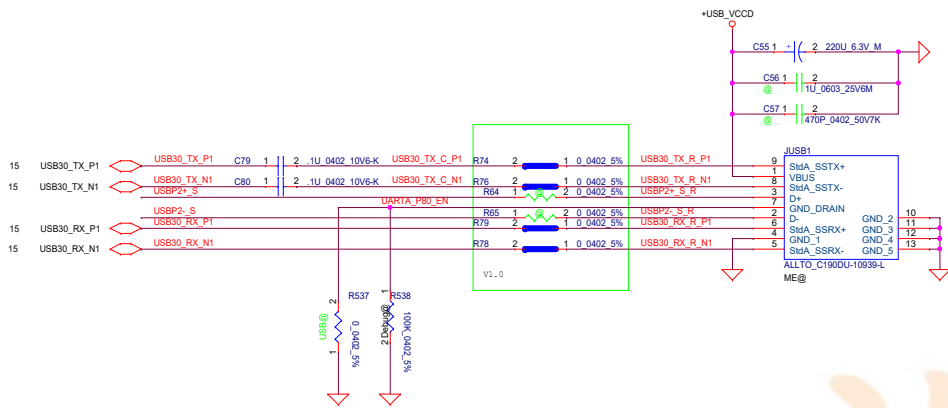 +USB_VCCD
C55 1 + 2 220U_6.3V_M
C56 1 2
@ 1U_0603_25V6M
C57 1 2
@ 470P_0402_50V7K
JUSB1
15 USB30_TX_P1 USB30_TX_P1 C79 1 2 .1U_0402_10V6-K USB30_TX_C_P1 R74 2 1 0_0402_5% USB30_TX_R_P1 9 StdA_SSTX+
1 VBUS
15 USB30_TX_N1 USB30_TX_N1 C80 1 2 .1U_0402_10V6-K USB30_TX_C_N1 R76 2 1 0_0402_5% USB30_TX_R_N1 8 StdA_SSTX-
USBP2+_S R64 1 @ 2 0_0402_5% USBP2+_S_R 3 D+
UARTA_P80_EN 7 GND_DRAIN
USBP2-_S R65 1 @ 2 0_0402_5% USBP2-_S_R 2 D- GND_2 10
15 USB30_RX_P1 USB30_RX_P1 R79 2 1 0_0402_5% USB30_RX_R_P1 6 StdA_SSRX+ GND_3 11
4 GND_1 GND_4 12
15 USB30_RX_N1 USB30_RX_N1 R78 2 1 0_0402_5% USB30_RX_R_N1 5 StdA_SSRX- GND_5 13
ALLTO_C190DU-10939-L
ME@
V1.0
R537 2 1 USB@ 0_0402_5%
R538 1 2 Debug@ 100K_0402_5%